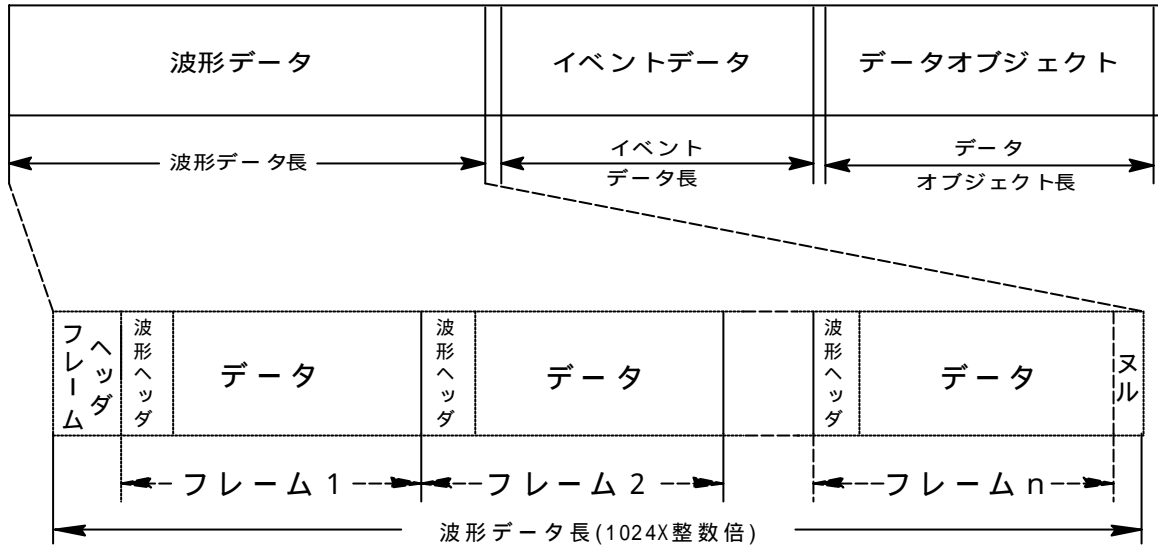 波形データ
イベントデータ
データオブジェクト
波形データ長
イベント
データ長
データ
オブジェクト長
フレーム
ヘッダ
波形ヘッダ
データ
波形ヘッダ
データ
波形ヘッダ
データ
ヌル
フレーム1
フレーム2
フレームn
波形データ長(1024X整数倍)